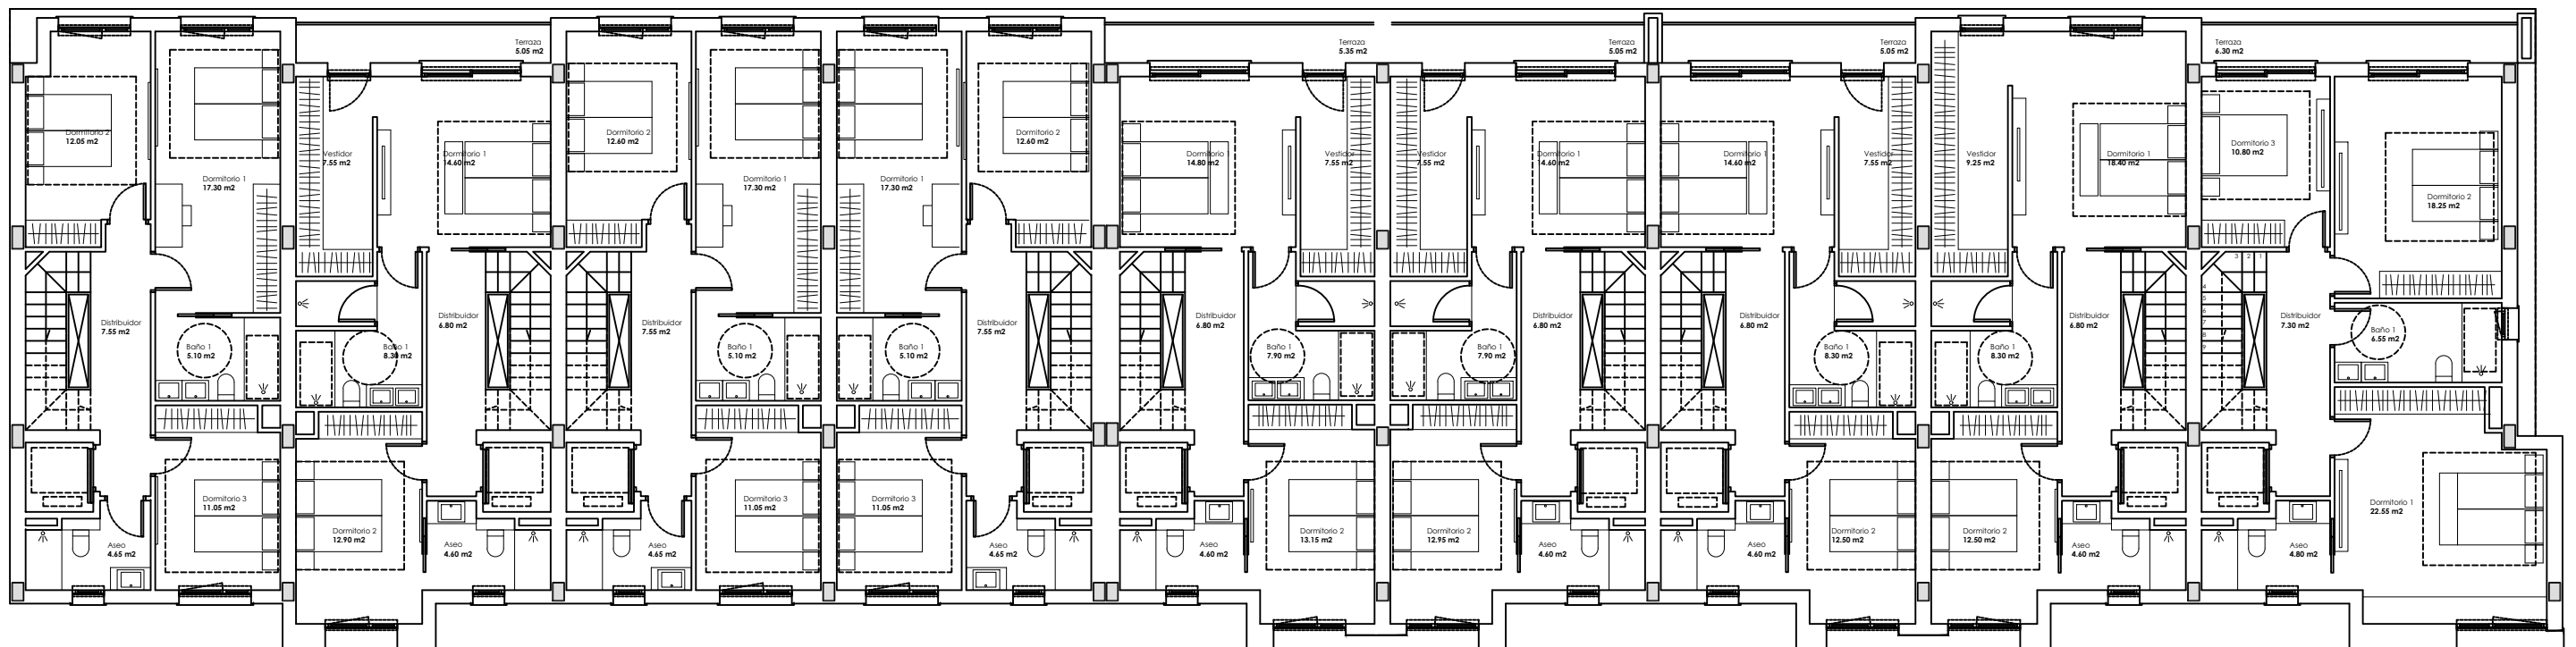 Terraza
5.05 m2
Terraza
5.35 m2
Terraza
5.05 m2
Terraza
5.05 m2
Terraza
6.30 m2
Dormitorio 2
12.05 m2
Dormitorio 1
17.30 m2
Vestidor
7.55 m2
Dormitorio 1
14.60 m2
Dormitorio 2
12.60 m2
Dormitorio 1
17.30 m2
Dormitorio 1
17.30 m2
Dormitorio 2
12.60 m2
Dormitorio 1
14.80 m2
Vestidor
7.55 m2
Vestidor
7.55 m2
Dormitorio 1
14.60 m2
Dormitorio 1
14.60 m2
Vestidor
7.55 m2
Vestidor
9.25 m2
Dormitorio 1
18.40 m2
Dormitorio 3
10.80 m2
Dormitorio 2
18.25 m2
3 2 1
4
5
6
7
8
9
Distribuidor
7.55 m2
Baño 1
5.10 m2
Baño 1
8.30 m2
Distribuidor
6.80 m2
Distribuidor
7.55 m2
Baño 1
5.10 m2
Baño 1
5.10 m2
Distribuidor
7.55 m2
Distribuidor
6.80 m2
Baño 1
7.90 m2
Baño 1
7.90 m2
Distribuidor
6.80 m2
Distribuidor
6.80 m2
Baño 1
8.30 m2
Baño 1
8.30 m2
Distribuidor
6.80 m2
Distribuidor
7.30 m2
Baño 1
6.55 m2
Aseo
4.65 m2
Dormitorio 3
11.05 m2
Dormitorio 2
12.90 m2
Aseo
4.60 m2
Aseo
4.65 m2
Dormitorio 3
11.05 m2
Dormitorio 3
11.05 m2
Aseo
4.65 m2
Aseo
4.60 m2
Dormitorio 2
13.15 m2
Dormitorio 2
12.95 m2
Aseo
4.60 m2
Aseo
4.60 m2
Dormitorio 2
12.50 m2
Dormitorio 2
12.50 m2
Aseo
4.60 m2
Aseo
4.80 m2
Dormitorio 1
22.55 m2